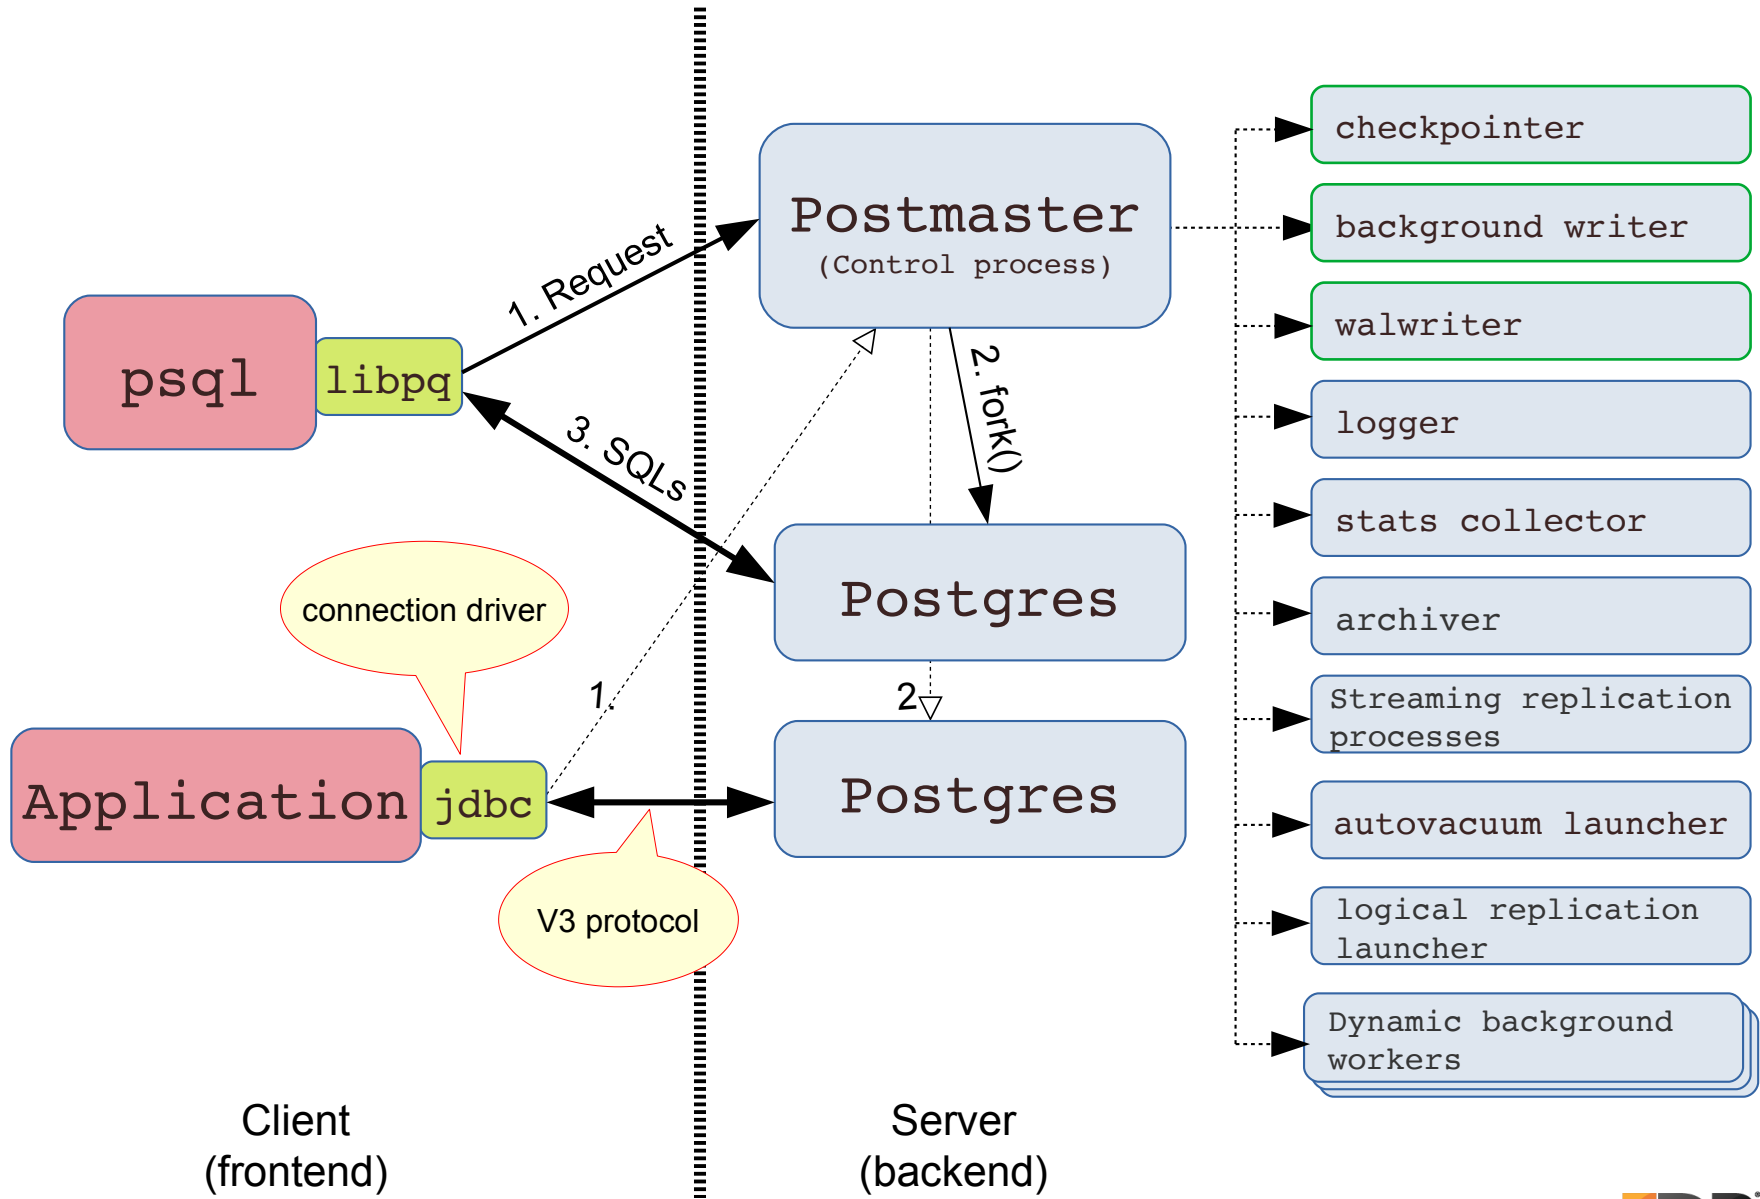 psql
libpq
1. Request
3. SQLs
connection driver
Application
jdbc
1.
V3 protocol
Client
(frontend)
Postmaster
(Control process)
2. fork()
Postgres
2
Postgres
Server
(backend)
checkpointer
background writer
walwriter
logger
stats collector
archiver
Streaming replication
processes
autovacuum launcher
logical replication
launcher
Dynamic background
workers